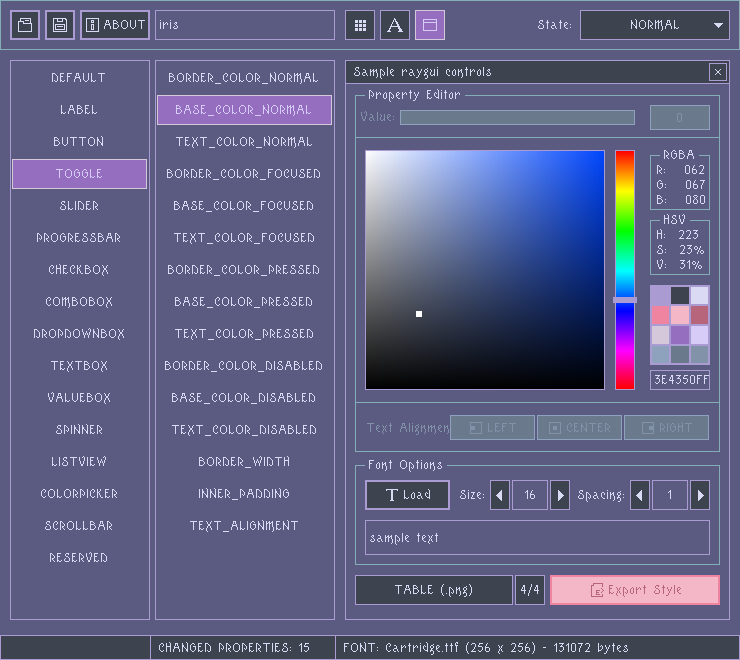 ABOUT iris State: NORMAL
DEFAULT
LABEL
BUTTON
TOGGLE
SLIDER
PROGRESSBAR
CHECKBOX
COMBOBOX
DROPDOWNBOX
TEXTBOX
VALUEBOX
SPINNER
LISTVIEW
COLORPICKER
SCROLLBAR
RESERVED
BORDER_COLOR_NORMAL
BASE_COLOR_NORMAL
TEXT_COLOR_NORMAL
BORDER_COLOR_FOCUSED
BASE_COLOR_FOCUSED
TEXT_COLOR_FOCUSED
BORDER_COLOR_PRESSED
BASE_COLOR_PRESSED
TEXT_COLOR_PRESSED
BORDER_COLOR_DISABLED
BASE_COLOR_DISABLED
TEXT_COLOR_DISABLED
BORDER_WIDTH
INNER_PADDING
TEXT_ALIGNMENT
Sample raygui controls
Property Editor
Value: 0
RGBA
R: 062
G: 067
B: 080
HSV
H: 223
S: 23%
V: 31%
3E4350FF
Text Alignmen LEFT CENTER RIGHT
Font Options
Load Size: 16 Spacing: 1
sample text
TABLE (.png) 4/4 Export Style
CHANGED PROPERTIES: 15 FONT: Cartridge.ttf (256 x 256) - 131072 bytes